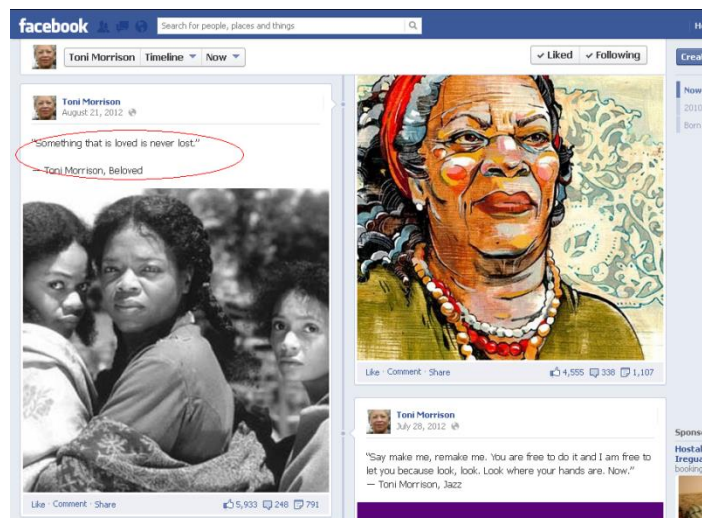 facebook
Search for people, places and things
Toni Morrison Timeline Now
Liked Following
Toni Morrison
August 21, 2012
"Something that is loved is never lost."
— Toni Morrison, Beloved
Like · Comment · Share
5,933 248 791
Like · Comment · Share
4,555 338 1,107
Toni Morrison
July 28, 2012
"Say make me, remake me. You are free to do it and I am free to
let you because look, look. Look where your hands are. Now."
— Toni Morrison, Jazz
H
Creat
Now
2010
Born
Spons
Hostal
Iregua
booking